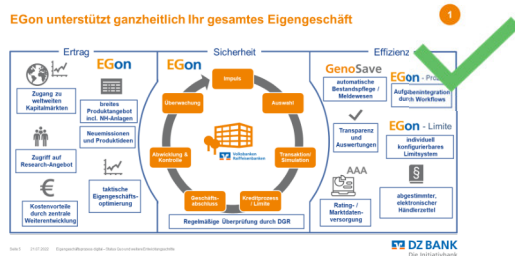 EGon unterstützt ganzheitlich Ihr gesamtes Eigengeschäft
1
Ertrag
Sicherheit
Effizienz
EGon
Zugang zu
weltweiten
Kapitalmärkten
breites
Produktangebot
incl. NH-Anlagen
Neuemissionen
und Produktideen
Zugriff auf
Research-Angebot
taktische
Eigengeschäfts-
optimierung
€
Kostenvorteile
durch zentrale
Weiterentwicklung
EGon
Impuls
Überwachung
Auswahl
Volksbanken
Raiffeisenbanken
Abwicklung &
Kontrolle
Transaktion/
Simulation
Geschäfts-
abschluss
Kreditprozess
/ Limite
Regelmäßige Überprüfung durch DGR
GenoSave
automatische
Bestandspflege /
Meldewesen
EGon
Aufgabenintegration
durch Workflows
Transparenz
und
Auswertungen
EGon - Limite
individuell
konfigurierbares
Limitsystem
AAA
Rating- /
Marktdaten-
versorgung
§
abgestimmter,
elektronischer
Händlerzettel
DZ BANK
Die Initiativbank